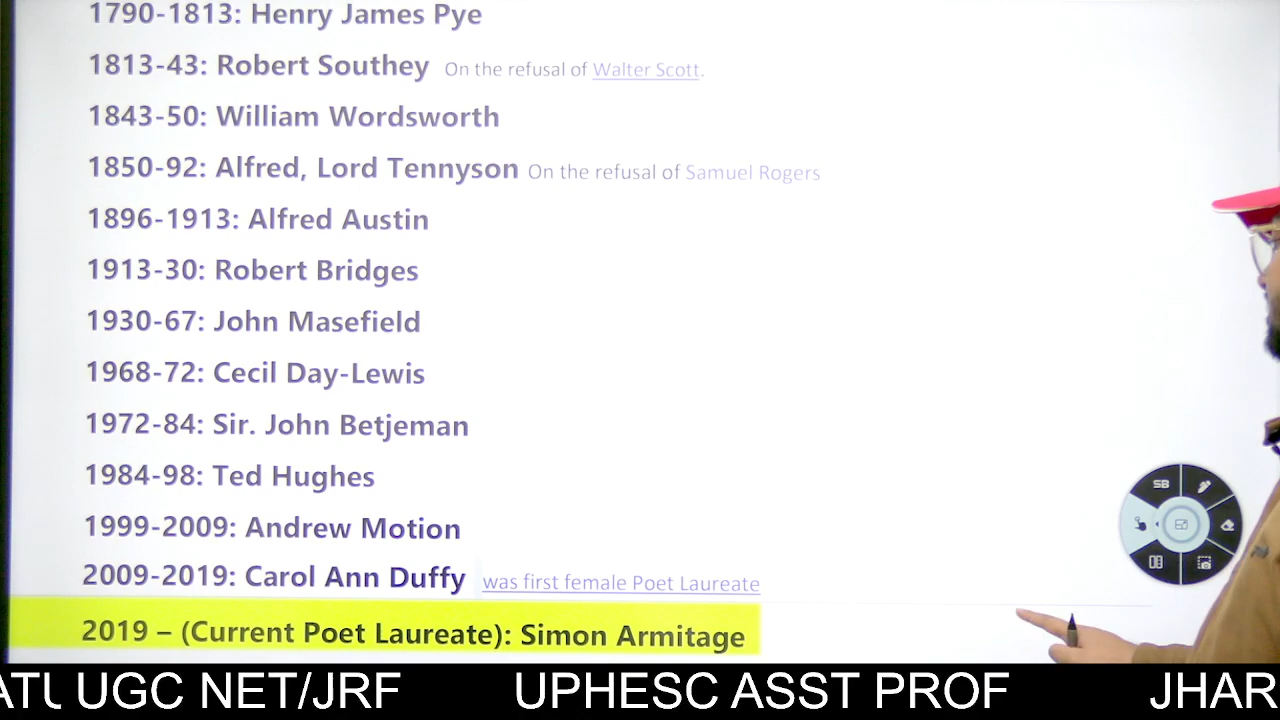 1790-1813: Henry James Pye
1813-43: Robert Southey On the refusal of Walter Scott.
1843-50: William Wordsworth
1850-92: Alfred, Lord Tennyson On the refusal of Samuel Rogers
1896-1913: Alfred Austin
1913-30: Robert Bridges
1930-67: John Masefield
1968-72: Cecil Day-Lewis
1972-84: Sir. John Betjeman
1984-98: Ted Hughes
1999-2009: Andrew Motion
2009-2019: Carol Ann Duffy was first female Poet Laureate
2019 – (Current Poet Laureate): Simon Armitage
SB
UGC NET/JRF UPHESC ASST PROF JHAR